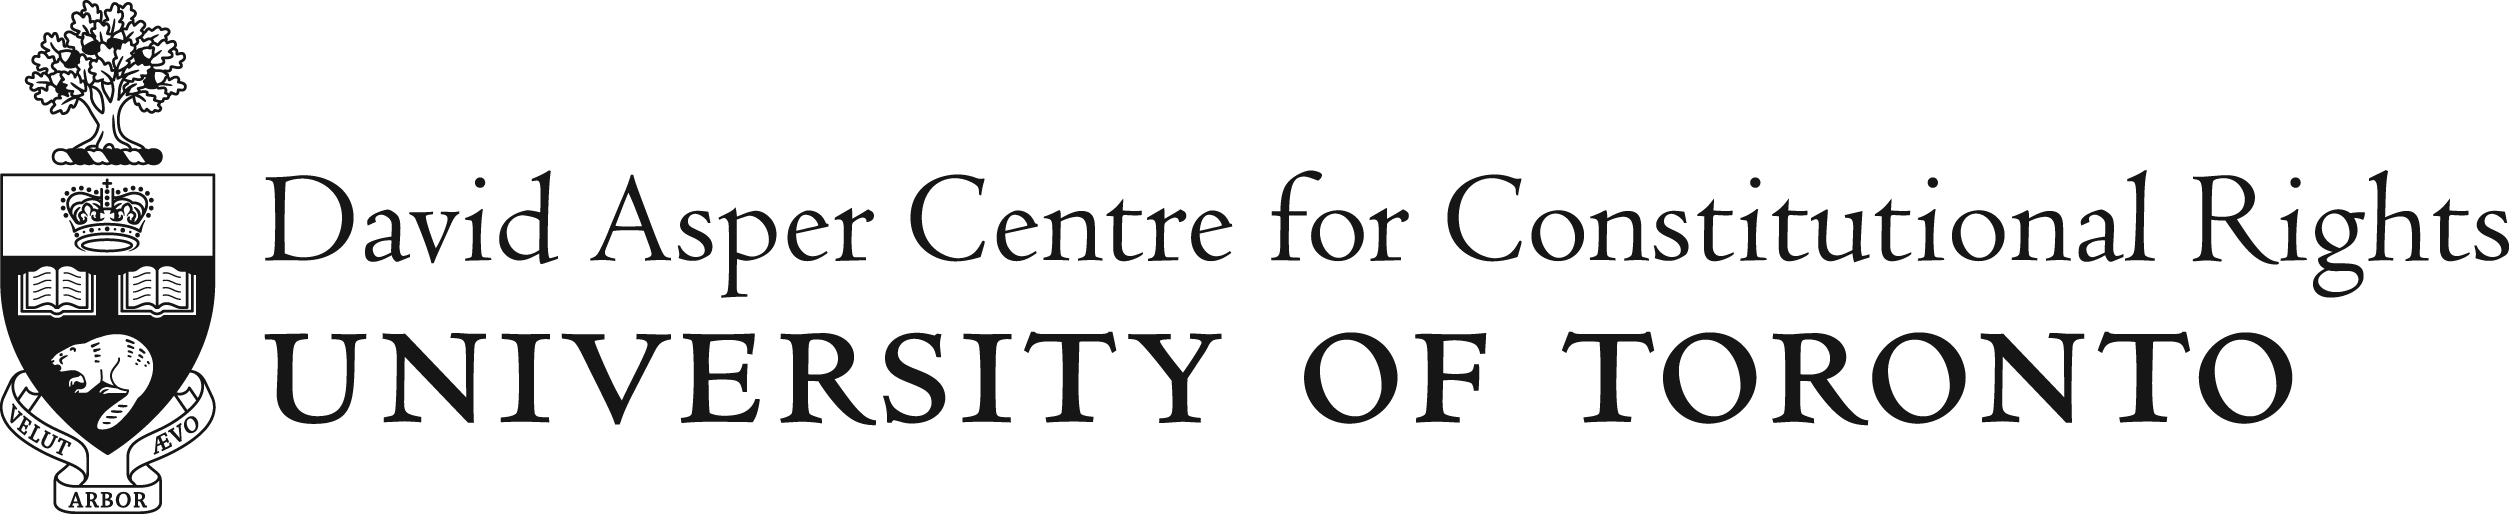 David Asper Centre for Constitutional Rights
UNIVERSITY OF TORONTO
VELUT ARBOR ÆVO